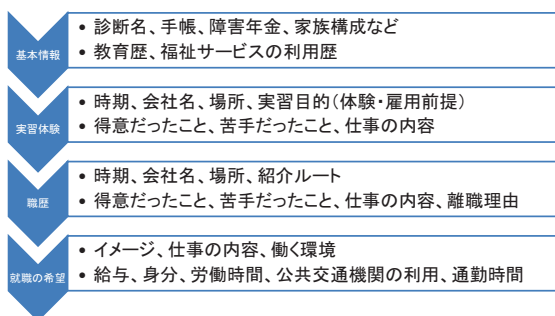 基本情報
• 診断名、手帳、障害年金、家族構成など
• 教育歴、福祉サービスの利用歴
実習体験
• 時期、会社名、場所、実習目的(体験・雇用前提)
• 得意だったこと、苦手だったこと、仕事の内容
職歴
• 時期、会社名、場所、紹介ルート
• 得意だったこと、苦手だったこと、仕事の内容、離職理由
就職の希望
• イメージ、仕事の内容、働く環境
• 給与、身分、労働時間、公共交通機関の利用、通勤時間